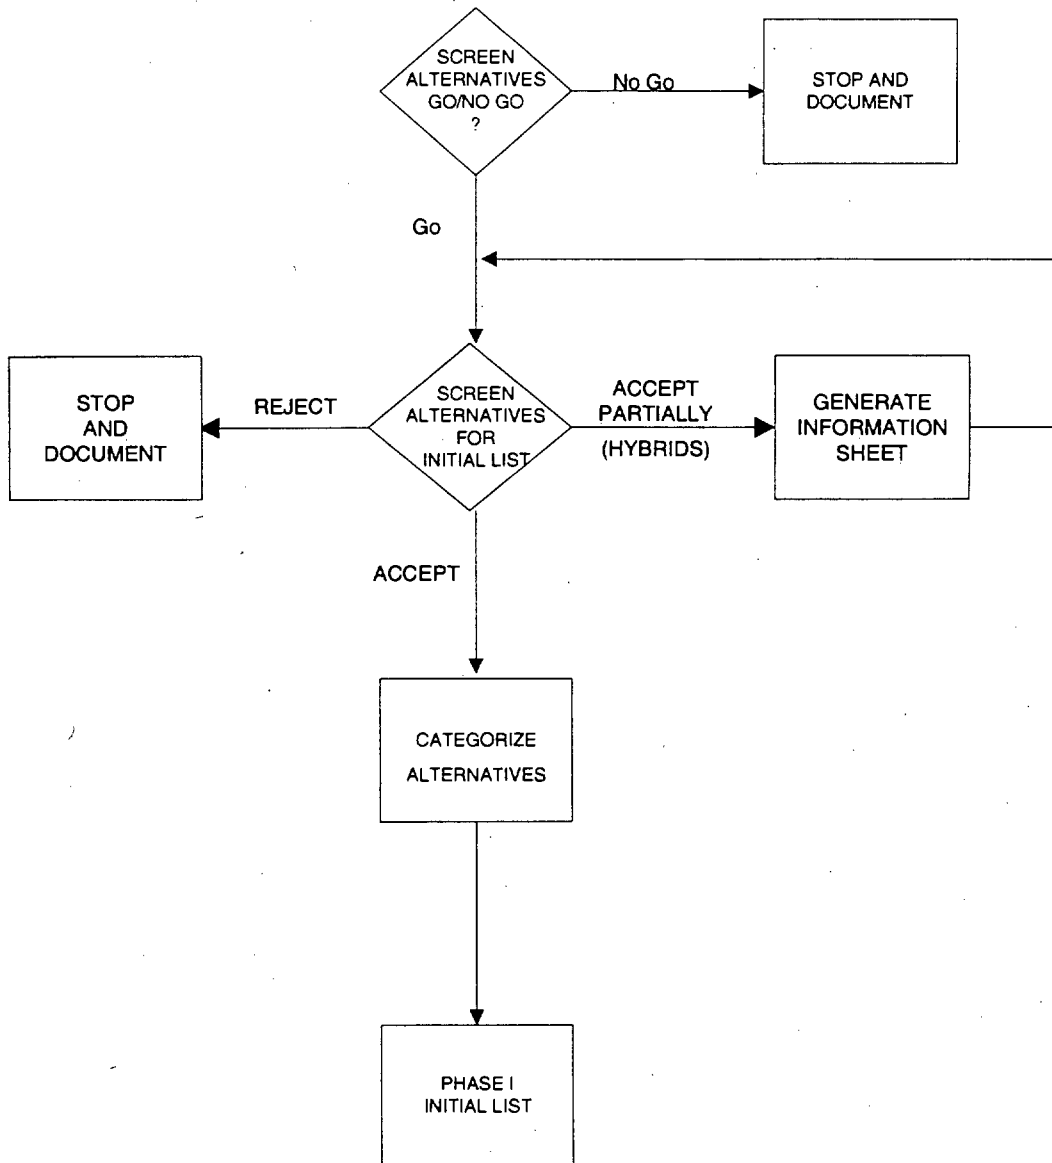 SCREEN
ALTERNATIVES
GO/NO GO
?
No Go
STOP AND
DOCUMENT
Go
STOP
AND
DOCUMENT
REJECT
SCREEN
ALTERNATIVES
FOR
INITIAL LIST
ACCEPT
PARTIALLY
(HYBRIDS)
GENERATE
INFORMATION
SHEET
ACCEPT
CATEGORIZE
ALTERNATIVES
PHASE I
INITIAL LIST